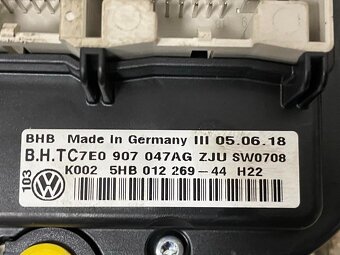 BHB Made In Germany III 05.06.18
B.H.TC7E0 907 047AG ZJU SW0708
K002 5HB 012 269-44 H22
103